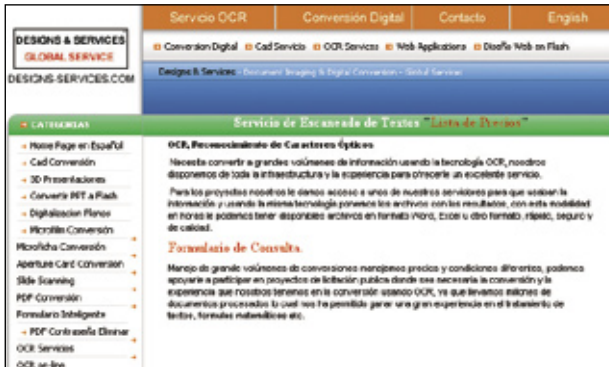 Servicio OCR
Conversión Digital
Contacto
English
DESIGNS & SERVICES
GLOBAL SERVICE
DESIGNS-SERVICES.COM
Conversion Digital
Cad Servicio
OCR Services
Web Applications
Diseño Web en Flash
Designs & Services - Document Imaging & Digital Convertion - Global Services
CATEGORIAS
Home Page en Español
Cad Conversión
3D Presentaciones
Convertir PPT a Flash
Digitalizacion Planos
Microfilm Conversión
Microficha Conversión
Aperture Card Conversion
Slide Scanning
PDF Conversión
Formulario Inteligente
PDF Contraseña Eliminar
OCR Services
OCR on-line
Servicio de Escaneado de Textos "Lista de Precios"
OCR, Reconocimiento de Caracteres Ópticos
Necesita convertir a grandes volúmenes de información usando la tecnología OCR, nosotros
disponemos de toda la infraestructura y la experiencia para ofrecerle un excelente servicio.
Para los proyectos nosotros le damos acceso a unos de nuestros servidores para que suban la
información y usando la misma tecnología ponemos los archivos con los resultados, con esta modalidad
en horas le podemos tener disponibles archivos en formato Word, Excel u otro formato, rápido, seguro y
de calidad.
Formulario de Consulta.
Manejo de grande volúmenes de conversiones manejamos precios y condiciones diferentes, podemos
apoyarle a participar en proyectos de licitación publica donde sea necesaria la conversión y la
experiencia que nosotros tenemos en la conversión usando OCR, ya que llevamos millones de
documentos procesados lo cual nos ha permitido ganar una gran experiencia en el tratamiento de
textos, formulas matemáticas etc.